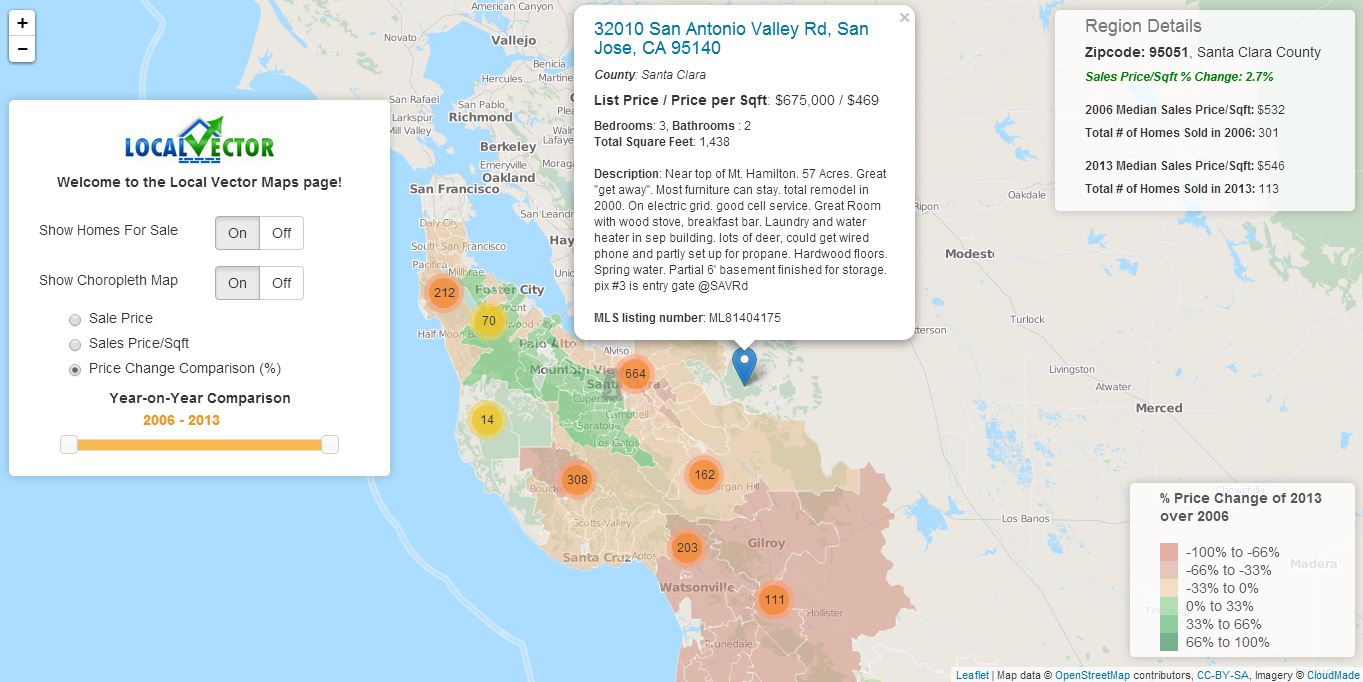 +
−
LOCALVECTOR
Welcome to the Local Vector Maps page!
Show Homes For Sale
On Off
Show Choropleth Map
On Off
Sale Price
Sales Price/Sqft
Price Change Comparison (%)
Year-on-Year Comparison
2006 - 2013
×
32010 San Antonio Valley Rd, San
Jose, CA 95140
County: Santa Clara
List Price / Price per Sqft: $675,000 / $469
Bedrooms: 3, Bathrooms : 2
Total Square Feet: 1,438
Description: Near top of Mt. Hamilton. 57 Acres. Great
"get away". Most furniture can stay. total remodel in
2000. On electric grid. good cell service. Great Room
with wood stove, breakfast bar. Laundry and water
heater in sep building. lots of deer, could get wired
phone and partly set up for propane. Hardwood floors.
Spring water. Partial 6' basement finished for storage.
pix #3 is entry gate @SAVRd
MLS listing number: ML81404175
Region Details
Zipcode: 95051, Santa Clara County
Sales Price/Sqft % Change: 2.7%
2006 Median Sales Price/Sqft: $532
Total # of Homes Sold in 2006: 301
2013 Median Sales Price/Sqft: $546
Total # of Homes Sold in 2013: 113
American Canyon
Novato
Vallejo
Benicia
Hercules
San Rafael
San Pablo
Larkspur
Richmond
Mill Valley
Berkeley
Emeryville
Oakland
San Francisco
Daly City
South San Francisco
Pacifica
Millbrae
Foster City
212
70
Palo Alto
Alviso
Mountain View
664
Santa Clara
Campbell
Saratoga
Los Gatos
14
308
162
Scotts Valley
203
Santa Cruz
Aptos
Gilroy
Watsonville
111
Hollister
Prunedale
Oakdale
Ripon
Modesto
Turlock
Livingston
Atwater
Merced
Los Banos
Chowchilla
Madera
% Price Change of 2013
over 2006
-100% to -66%
-66% to -33%
-33% to 0%
0% to 33%
33% to 66%
66% to 100%
Leaflet | Map data © OpenStreetMap contributors, CC-BY-SA, Imagery © CloudMade